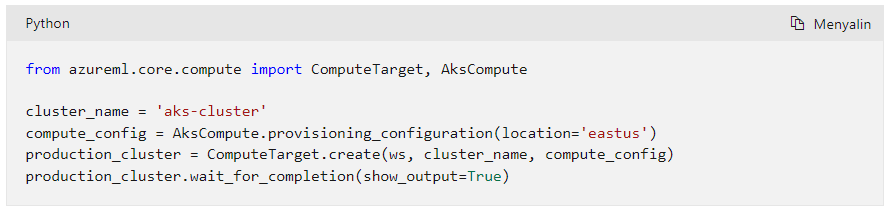 Python
Menyalin
from azureml.core.compute import ComputeTarget, AksCompute
cluster_name = 'aks-cluster'
compute_config = AksCompute.provisioning_configuration(location='eastus')
production_cluster = ComputeTarget.create(ws, cluster_name, compute_config)
production_cluster.wait_for_completion(show_output=True)